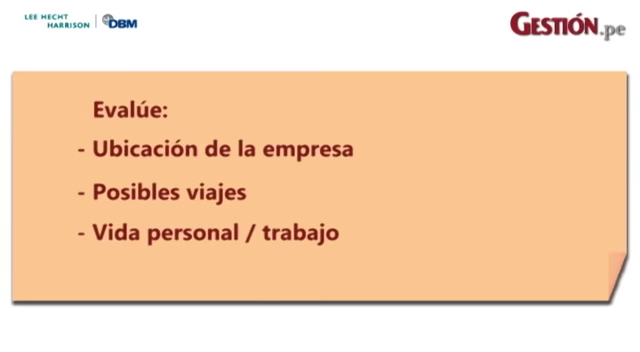 LEE HECHT
HARRISON
DBM
GESTIÓN.pe
Evalúe:
- Ubicación de la empresa
- Posibles viajes
- Vida personal / trabajo